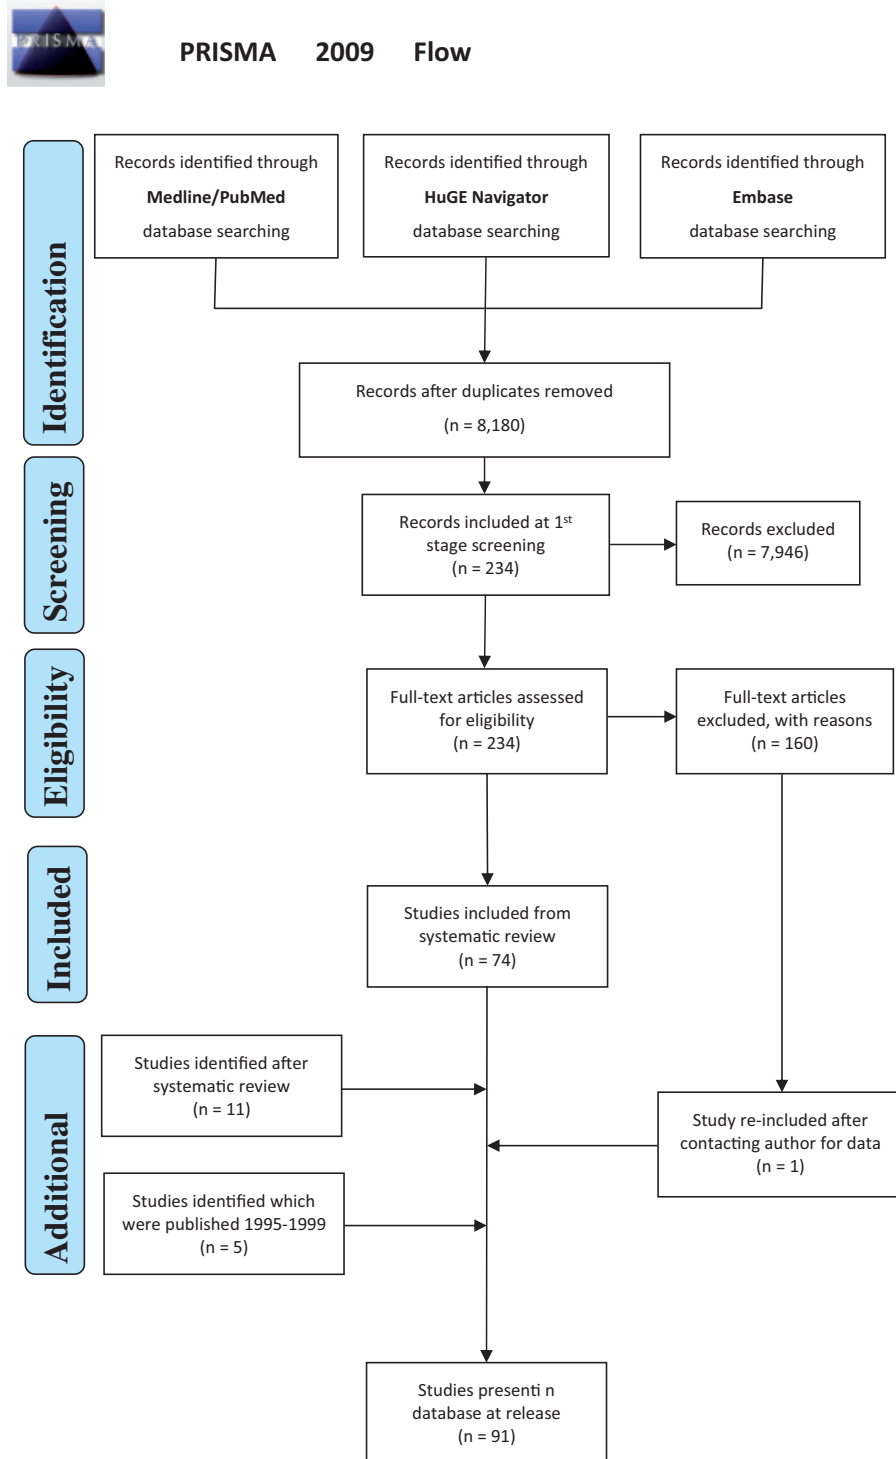 PRISMA
PRISMA 2009 Flow
Identification
Records identified through
Medline/PubMed
database searching
Records identified through
HuGE Navigator
database searching
Records identified through
Embase
database searching
Records after duplicates removed
(n = 8,180)
Screening
Records included at 1st
stage screening
(n = 234)
Records excluded
(n = 7,946)
Eligibility
Full-text articles assessed
for eligibility
(n = 234)
Full-text articles
excluded, with reasons
(n = 160)
Included
Studies included from
systematic review
(n = 74)
Additional
Studies identified after
systematic review
(n = 11)
Study re-included after
contacting author for data
(n = 1)
Studies identified which
were published 1995-1999
(n = 5)
Studies presenti n
database at release
(n = 91)